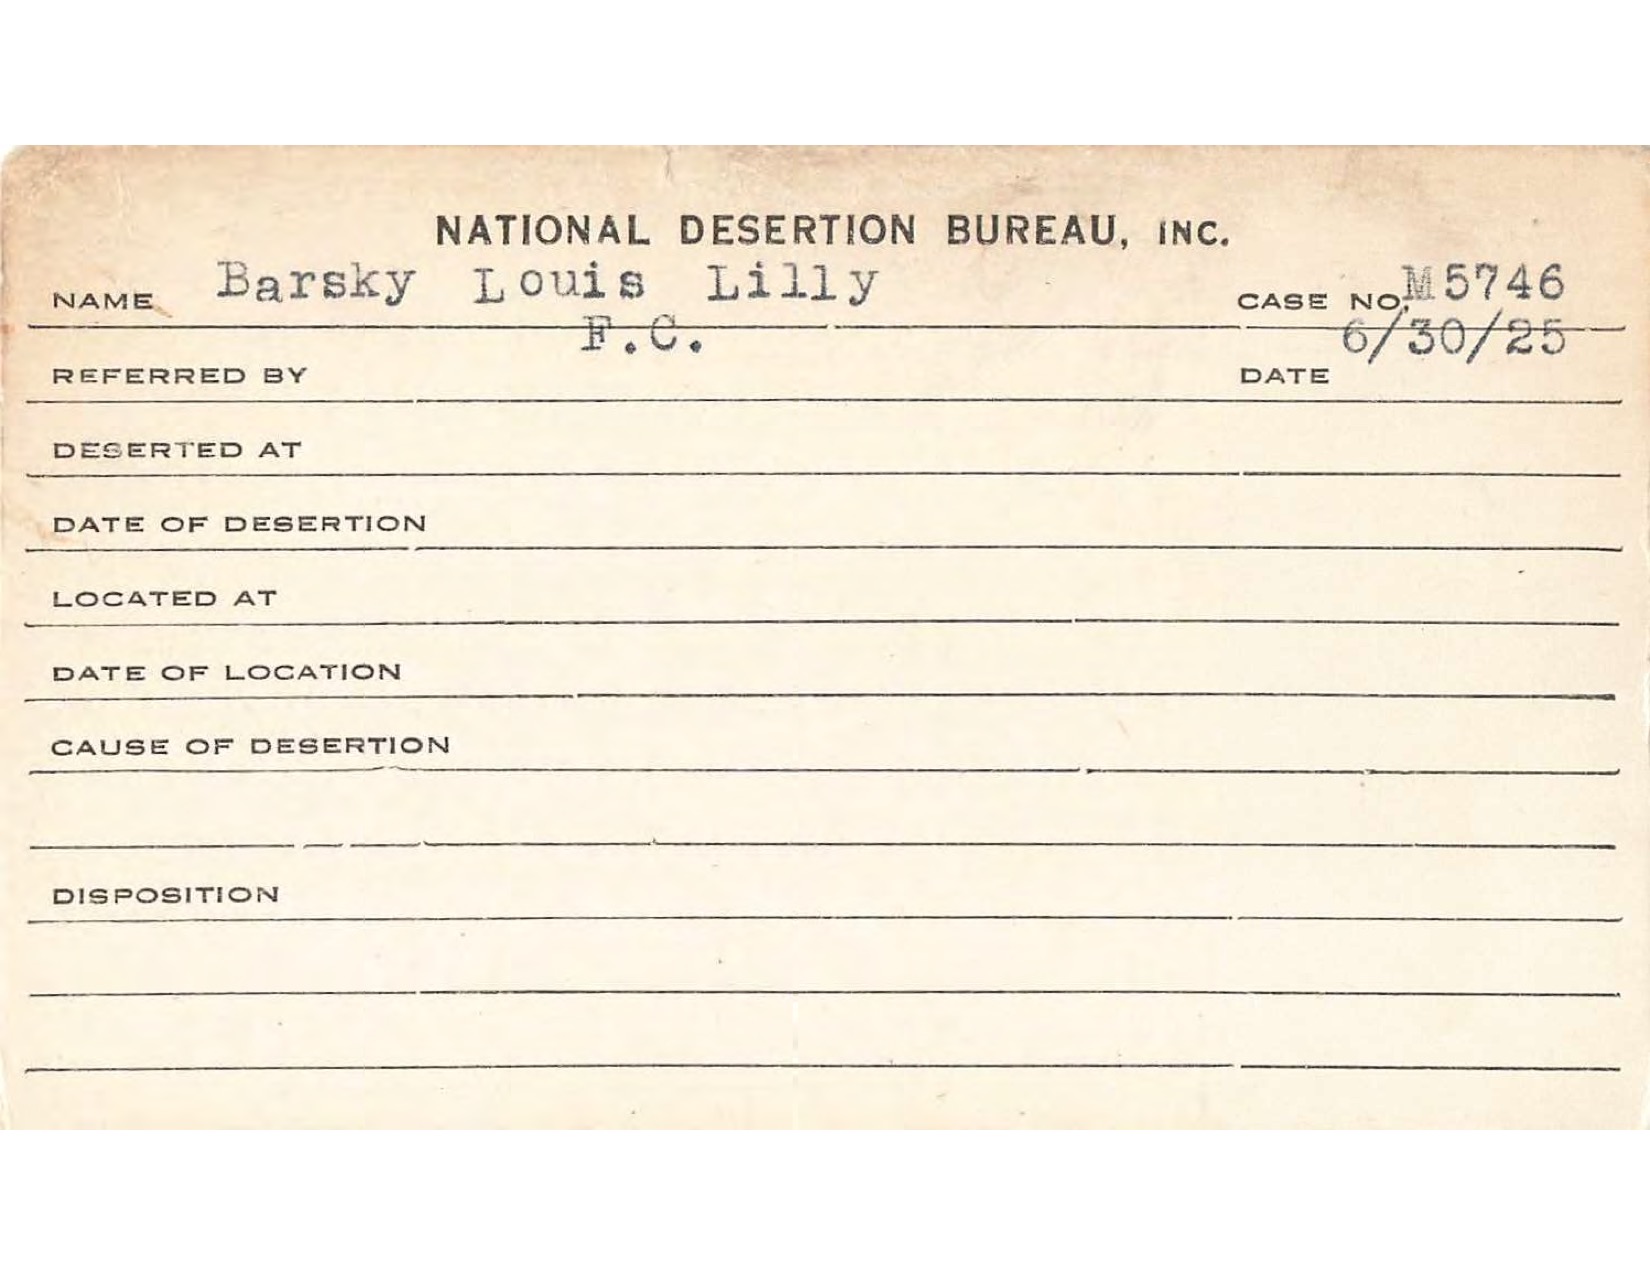 NATIONAL DESERTION BUREAU, INC.
NAME Barsky Louis Lilly CASE NO. M5746
REFERRED BY F.C. DATE 6/30/25
DESERTED AT
DATE OF DESERTION
LOCATED AT
DATE OF LOCATION
CAUSE OF DESERTION
DISPOSITION